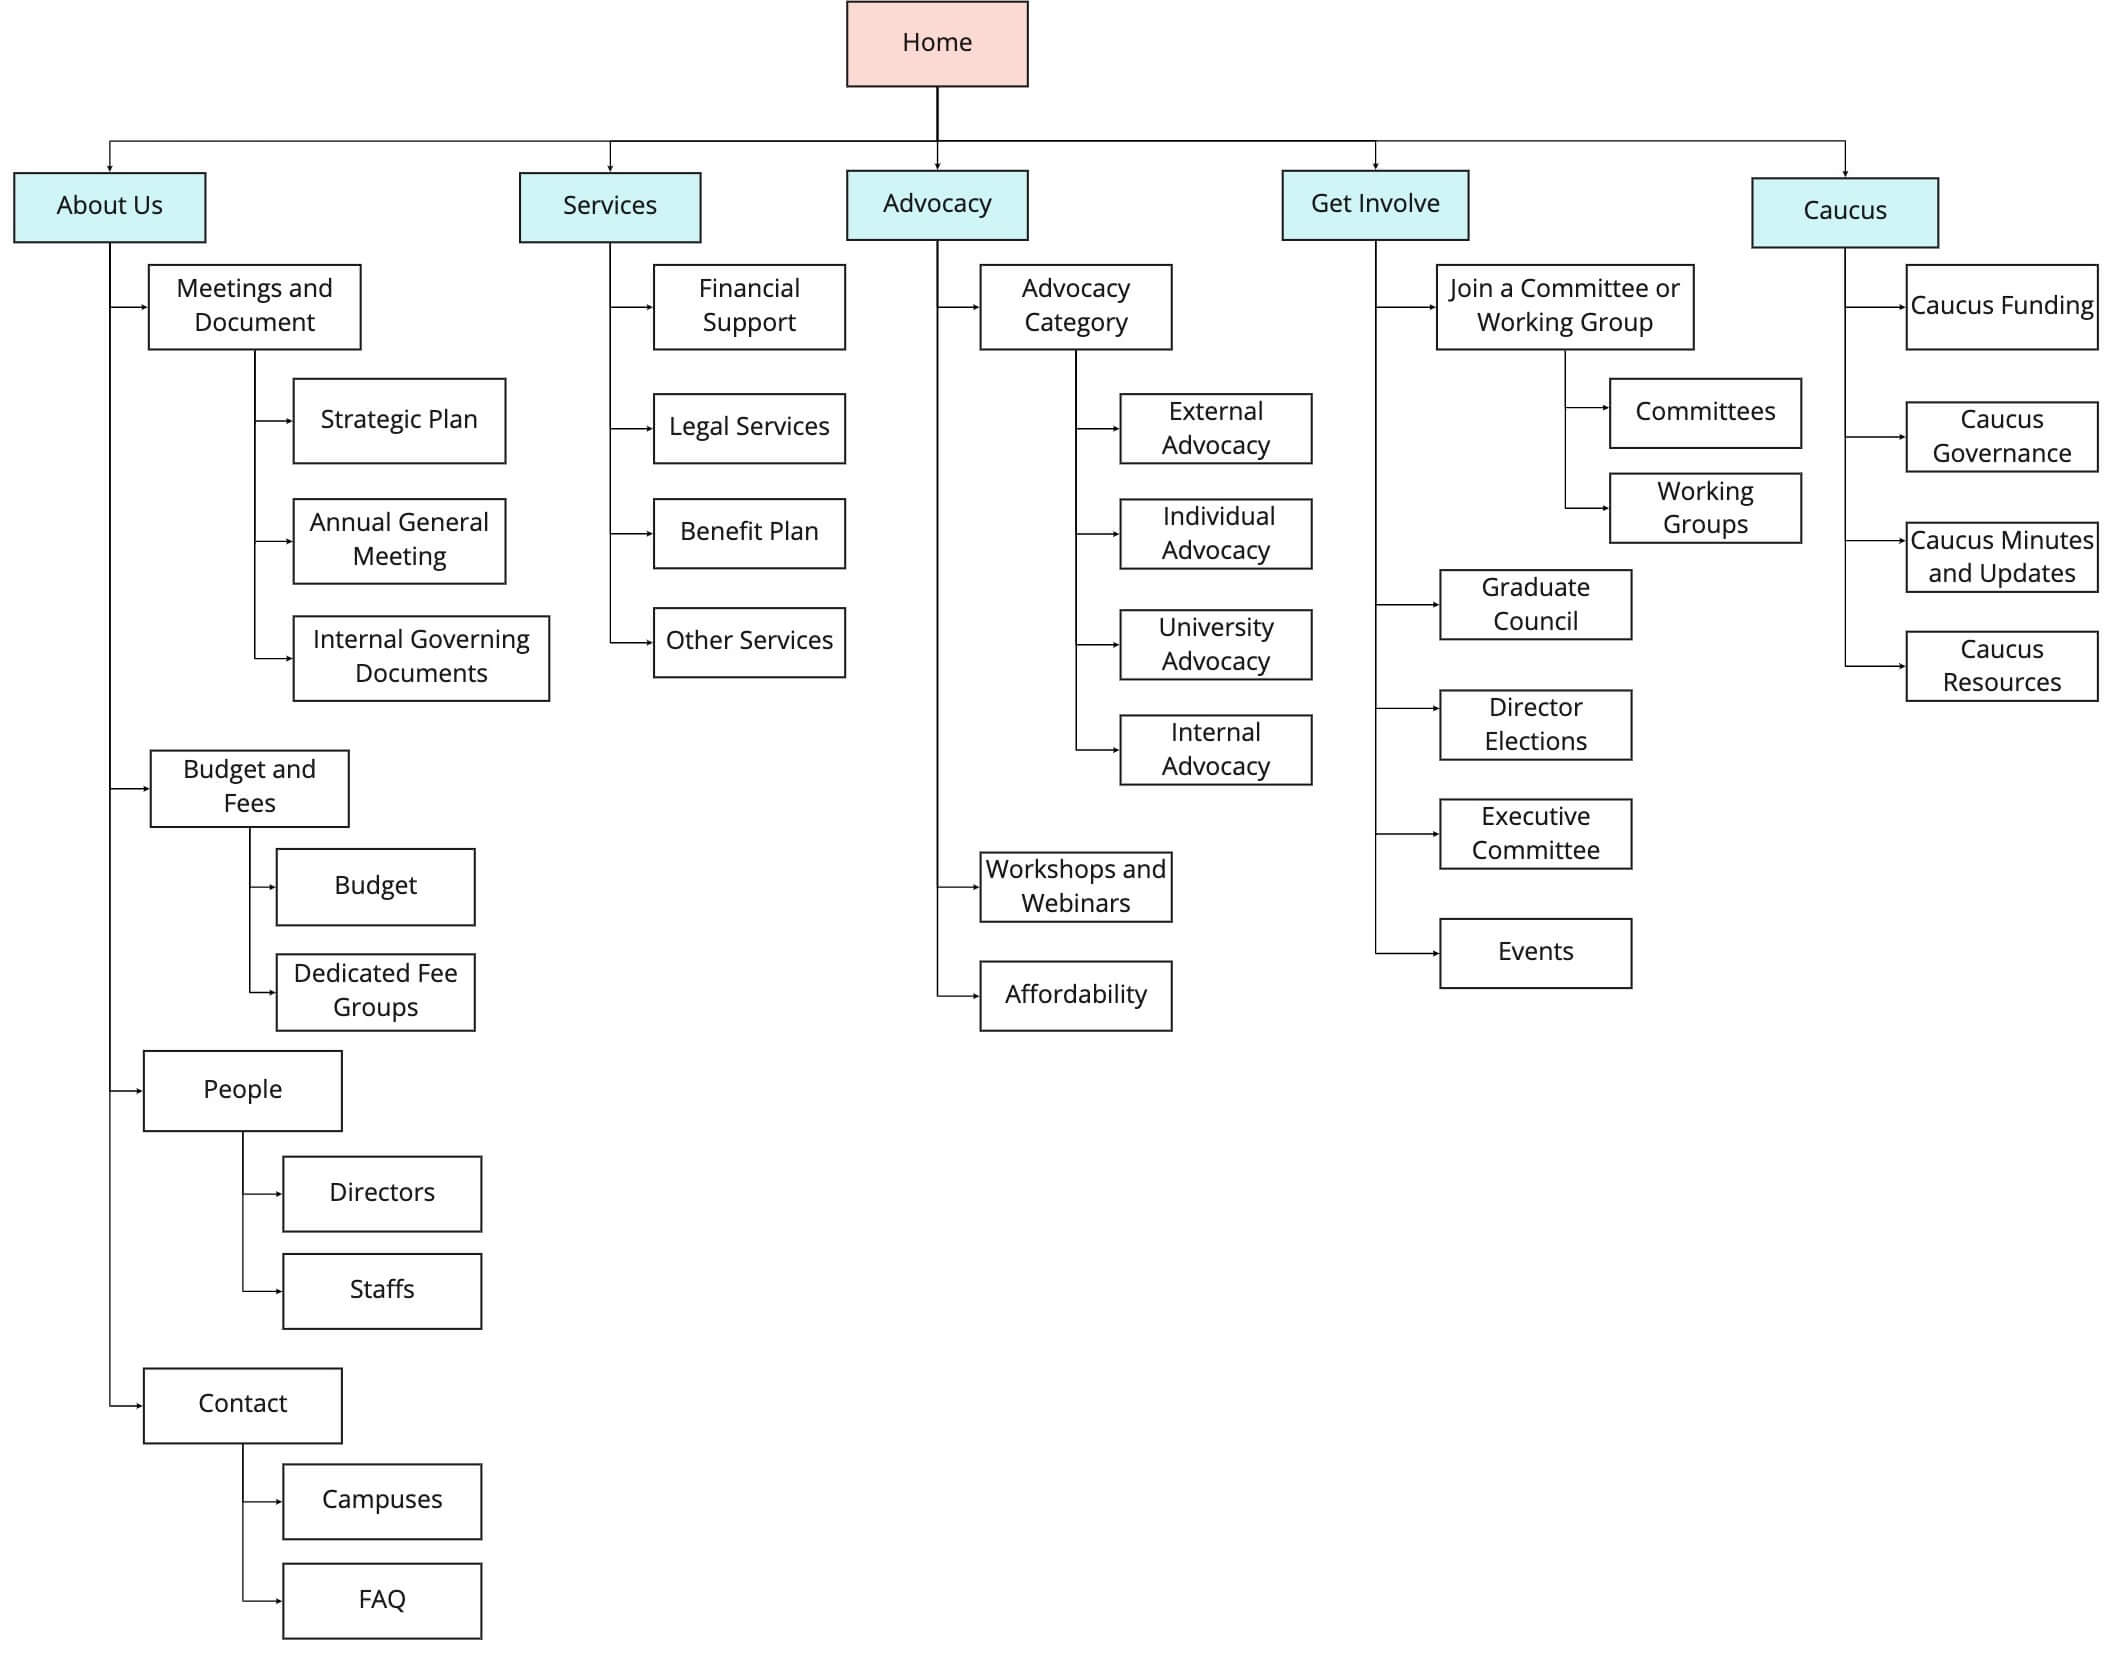 Home
About Us
Meetings and
Document
Strategic Plan
Annual General
Meeting
Internal Governing
Documents
Budget and
Fees
Budget
Dedicated Fee
Groups
People
Directors
Staffs
Contact
Campuses
FAQ
Services
Financial
Support
Legal Services
Benefit Plan
Other Services
Advocacy
Advocacy
Category
External
Advocacy
Individual
Advocacy
University
Advocacy
Internal
Advocacy
Workshops and
Webinars
Affordability
Get Involve
Join a Committee or
Working Group
Committees
Working
Groups
Graduate
Council
Director
Elections
Executive
Committee
Events
Caucus
Caucus Funding
Caucus
Governance
Caucus Minutes
and Updates
Caucus
Resources